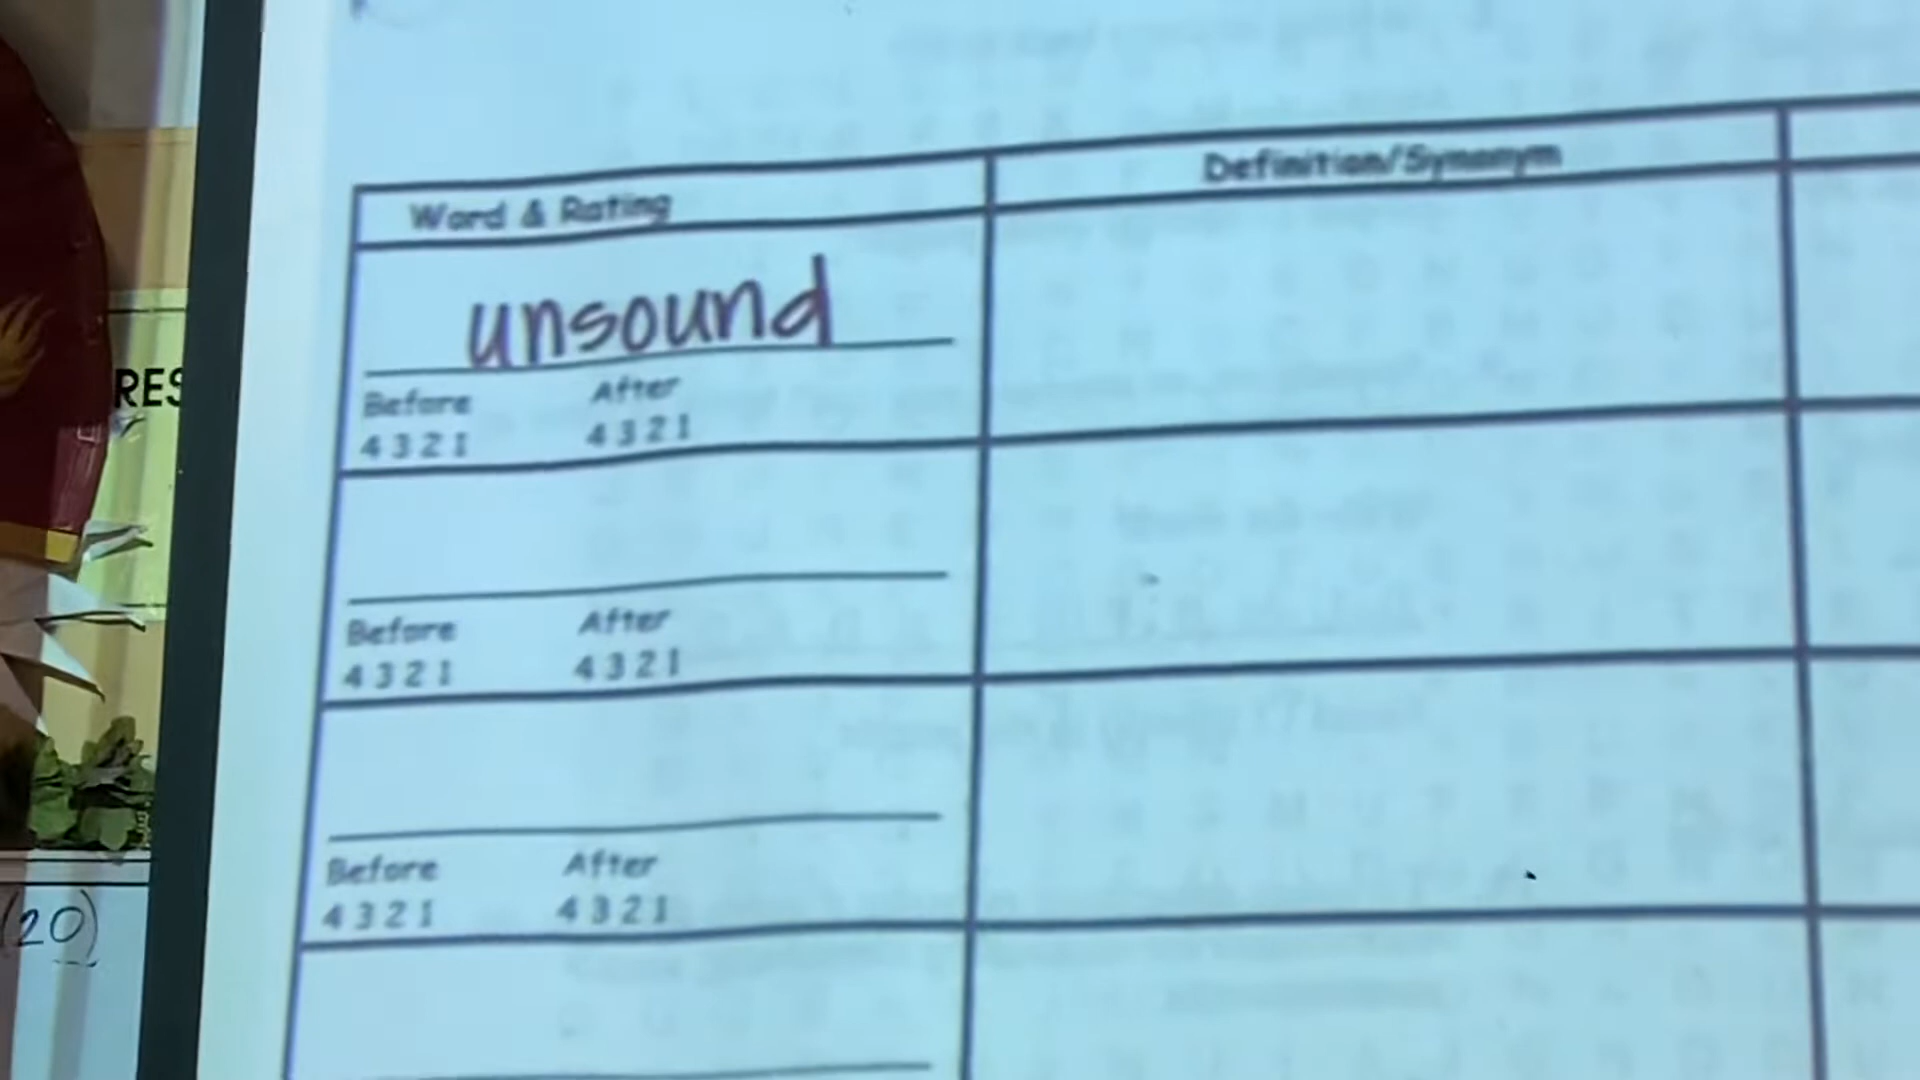 Word & Rating
Definition/Synonym
unsound
Before After
4 3 2 1 4 3 2 1
Before After
4 3 2 1 4 3 2 1
Before After
4 3 2 1 4 3 2 1
RES
(20)